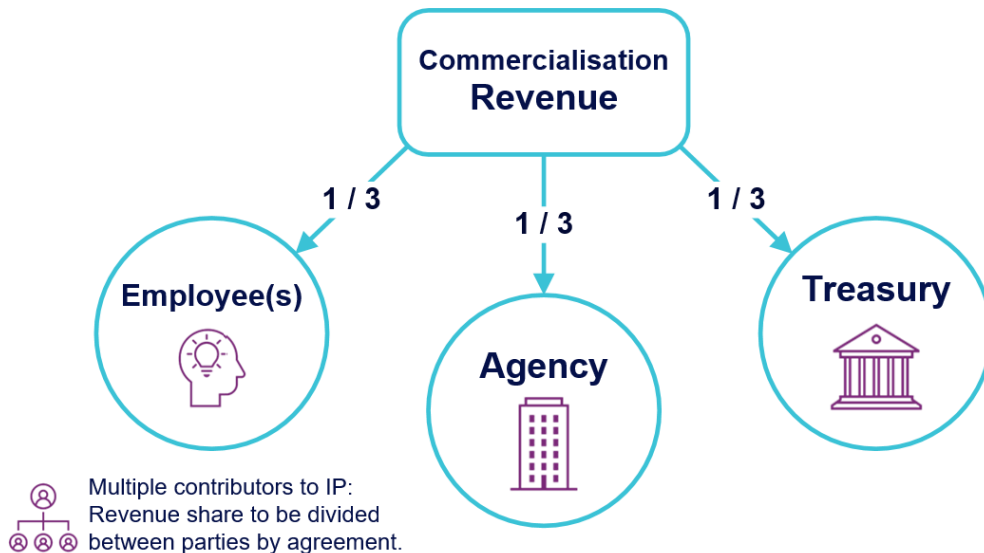 Commercialisation
Revenue
1 / 3
1 / 3
1 / 3
Employee(s)
Agency
Treasury
Multiple contributors to IP:
Revenue share to be divided
between parties by agreement.